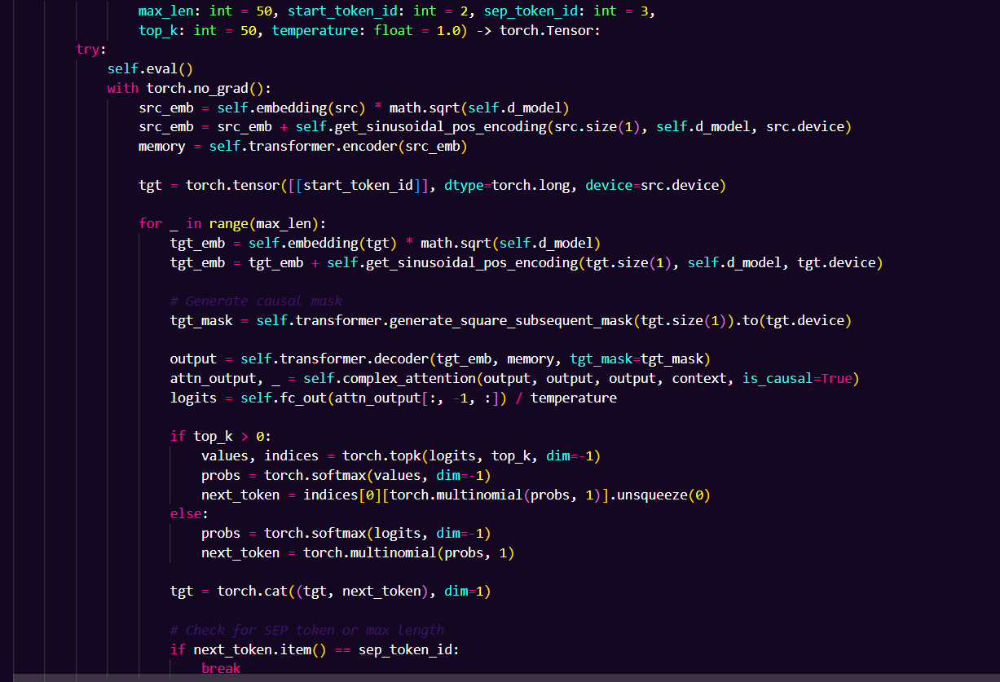 max_len: int = 50, start_token_id: int = 2, sep_token_id: int = 3,
top_k: int = 50, temperature: float = 1.0) -> torch.Tensor:
try:
self.eval()
with torch.no_grad():
src_emb = self.embedding(src) * math.sqrt(self.d_model)
src_emb = src_emb + self.get_sinusoidal_pos_encoding(src.size(1), self.d_model, src.device)
memory = self.transformer.encoder(src_emb)
tgt = torch.tensor([[start_token_id]], dtype=torch.long, device=src.device)
for _ in range(max_len):
tgt_emb = self.embedding(tgt) * math.sqrt(self.d_model)
tgt_emb = tgt_emb + self.get_sinusoidal_pos_encoding(tgt.size(1), self.d_model, tgt.device)
# Generate causal mask
tgt_mask = self.transformer.generate_square_subsequent_mask(tgt.size(1)).to(tgt.device)
output = self.transformer.decoder(tgt_emb, memory, tgt_mask=tgt_mask)
attn_output, _ = self.complex_attention(output, output, output, context, is_causal=True)
logits = self.fc_out(attn_output[:, -1, :]) / temperature
if top_k > 0:
values, indices = torch.topk(logits, top_k, dim=-1)
probs = torch.softmax(values, dim=-1)
next_token = indices[0][torch.multinomial(probs, 1)].unsqueeze(0)
else:
probs = torch.softmax(logits, dim=-1)
next_token = torch.multinomial(probs, 1)
tgt = torch.cat((tgt, next_token), dim=1)
# Check for SEP token or max length
if next_token.item() == sep_token_id:
break